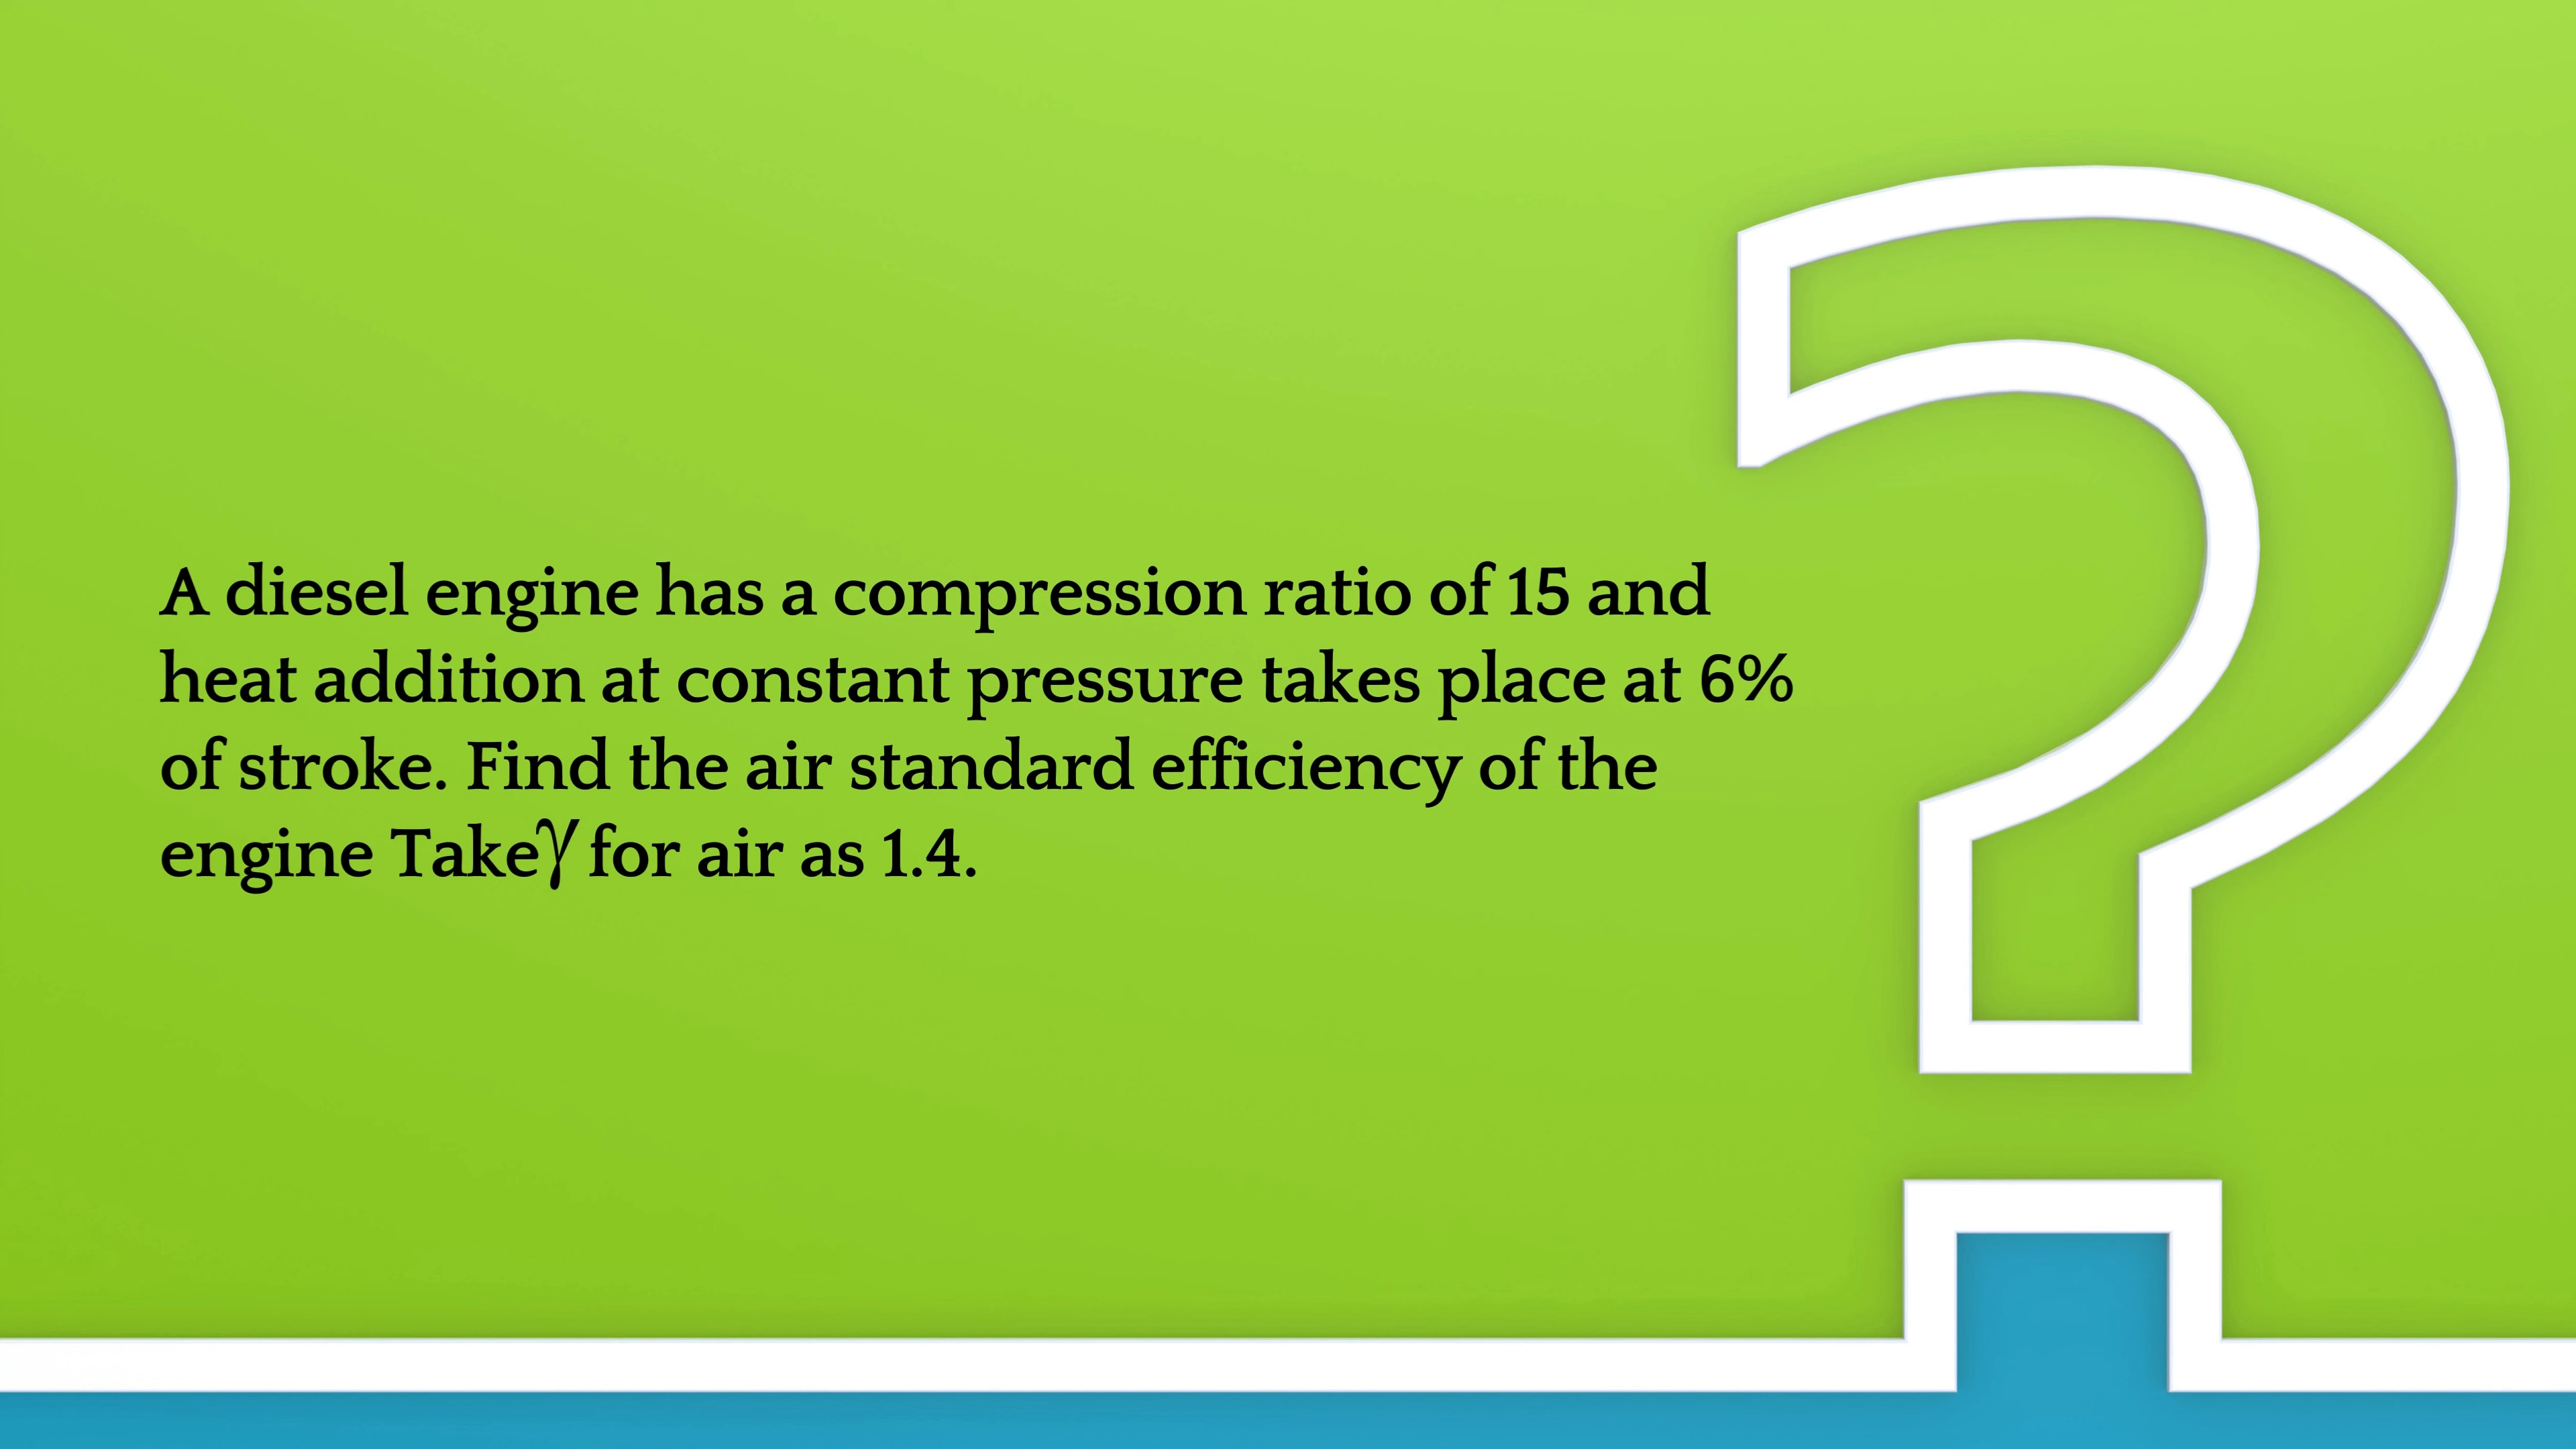 A diesel engine has a compression ratio of 15 and
heat addition at constant pressure takes place at 6%
of stroke. Find the air standard efficiency of the
engine Takeγ for air as 1.4.